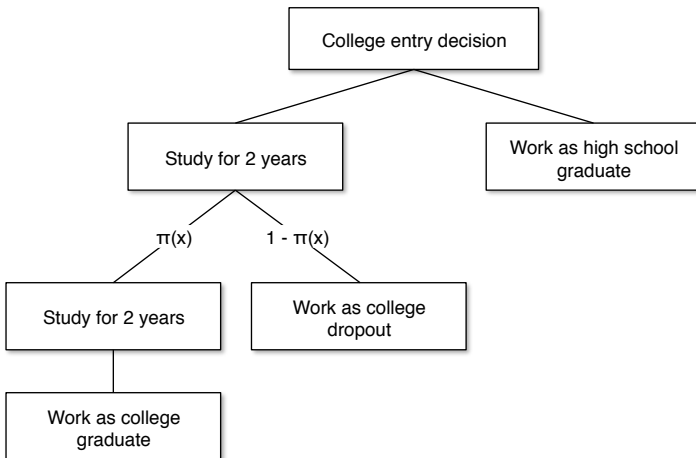 College entry decision
Study for 2 years
Work as high school
graduate
π(x)
1 - π(x)
Study for 2 years
Work as college
dropout
Work as college
graduate